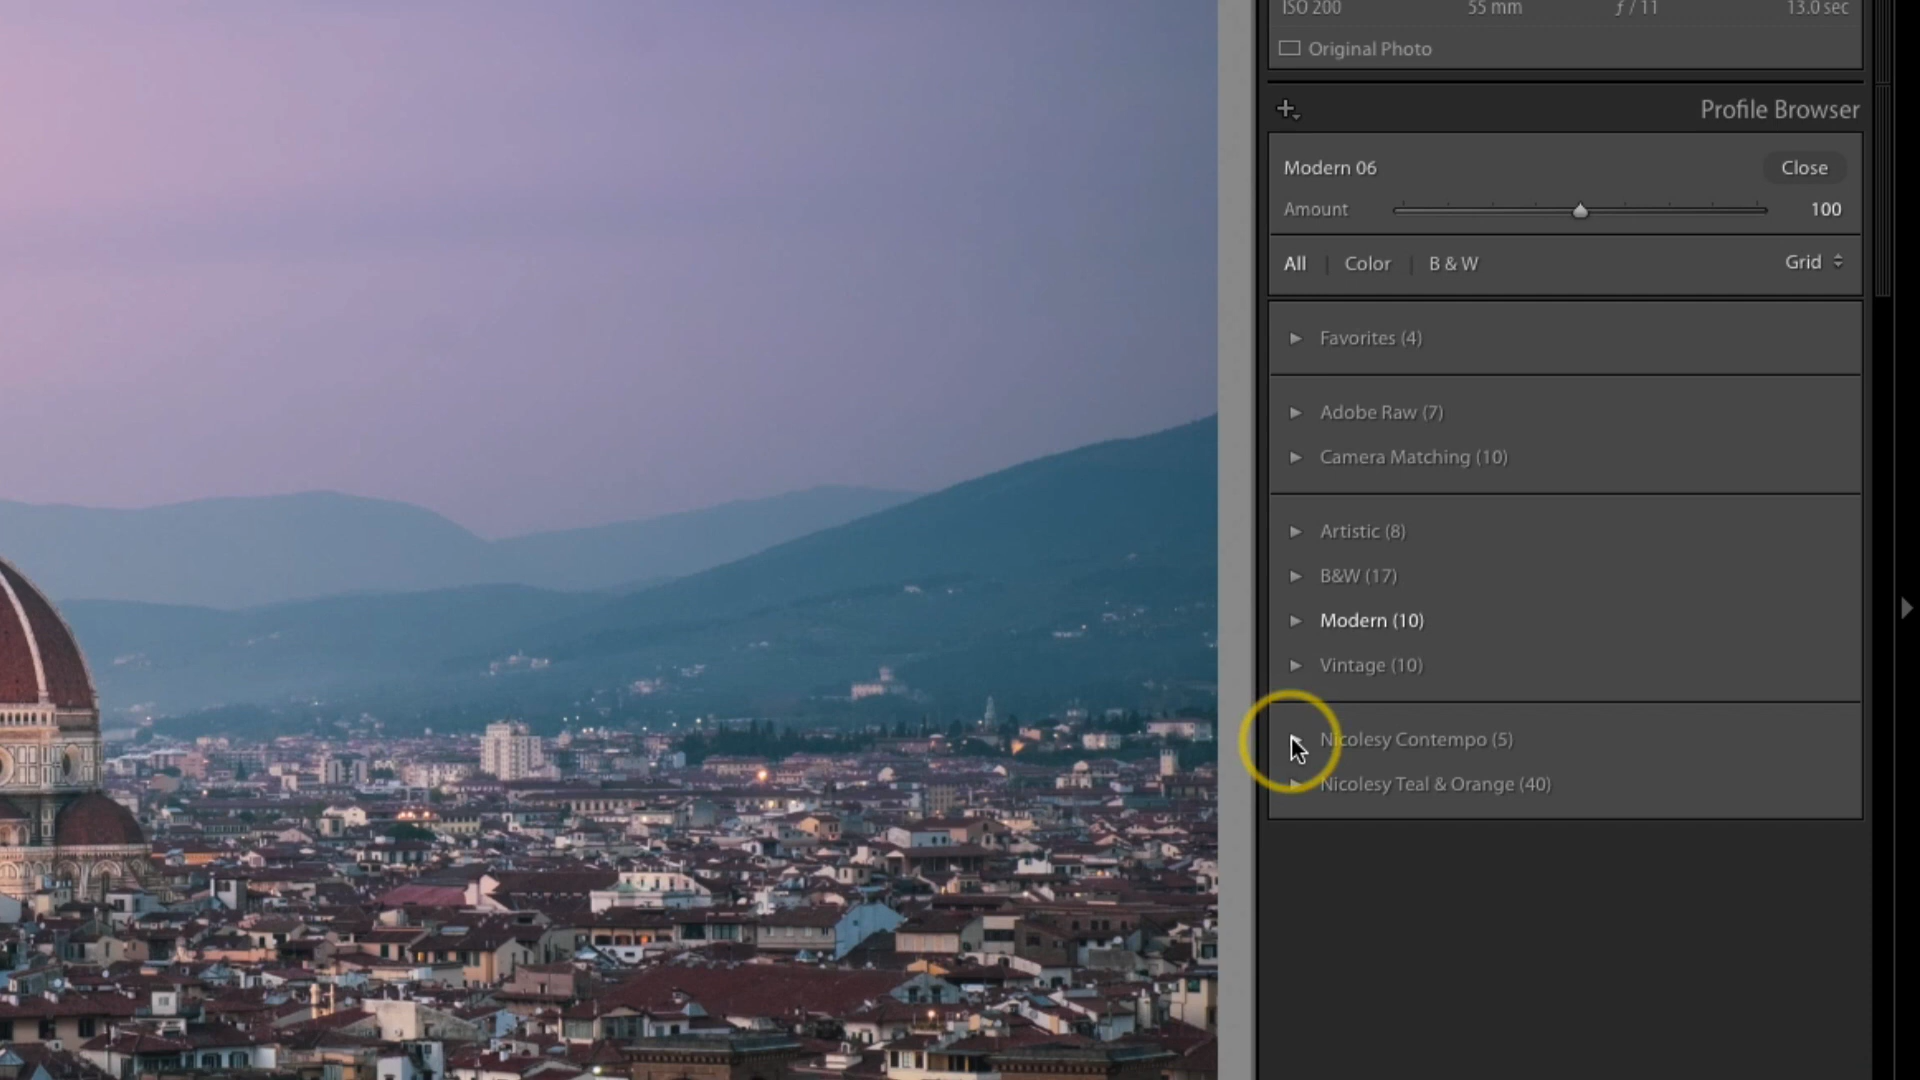 ISO 200 55 mm ƒ / 11 13.0 sec
Original Photo
Profile Browser
Modern 06 Close
Amount 100
All | Color | B & W Grid
Favorites (4)
Adobe Raw (7)
Camera Matching (10)
Artistic (8)
B&W (17)
Modern (10)
Vintage (10)
Nicolesy Contempo (5)
Nicolesy Teal & Orange (40)